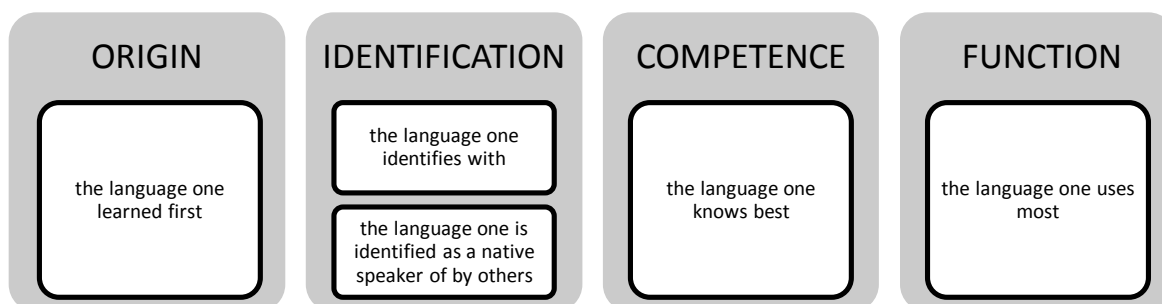 ORIGIN
the language one
learned first
IDENTIFICATION
the language one
identifies with
the language one is
identified as a native
speaker of by others
COMPETENCE
the language one
knows best
FUNCTION
the language one uses
most